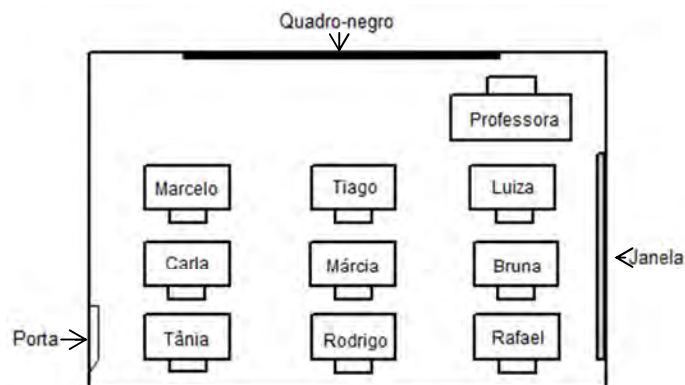 Quadro-negro
Professora
Marcelo Tiago Luiza
Carla Márcia Bruna Janela
Porta Tânia Rodrigo Rafael